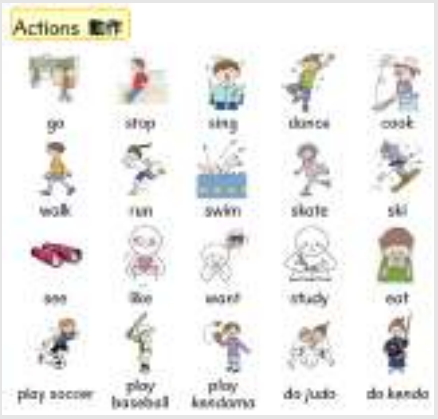 Actions 動作
go stop sing dance cook
walk run swim skate ski
see like want study eat
play soccer play baseball play kendama do judo do kendo